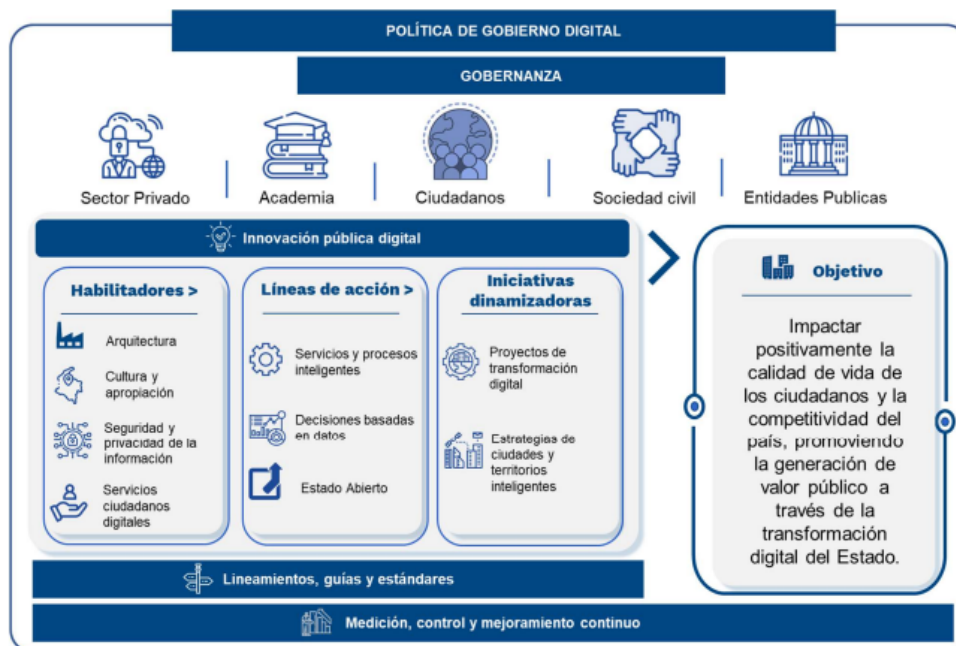 POLÍTICA DE GOBIERNO DIGITAL
GOBERNANZA
Sector Privado
Academia
Ciudadanos
Sociedad civil
Entidades Publicas
Innovación pública digital
Habilitadores >
Arquitectura
Cultura y
apropiación
Seguridad y
privacidad de la
información
Servicios
ciudadanos
digitales
Líneas de acción >
Servicios y procesos
inteligentes
Decisiones basadas
en datos
Estado Abierto
Iniciativas
dinamizadoras
Proyectos de
transformación
digital
Estrategias de
ciudades y
territorios
inteligentes
Objetivo
Impactar
positivamente la
calidad de vida de
los ciudadanos y la
competitividad del
país, promoviendo
la generación de
valor público a
través de la
transformación
digital del Estado.
Lineamientos, guías y estándares
Medición, control y mejoramiento continuo